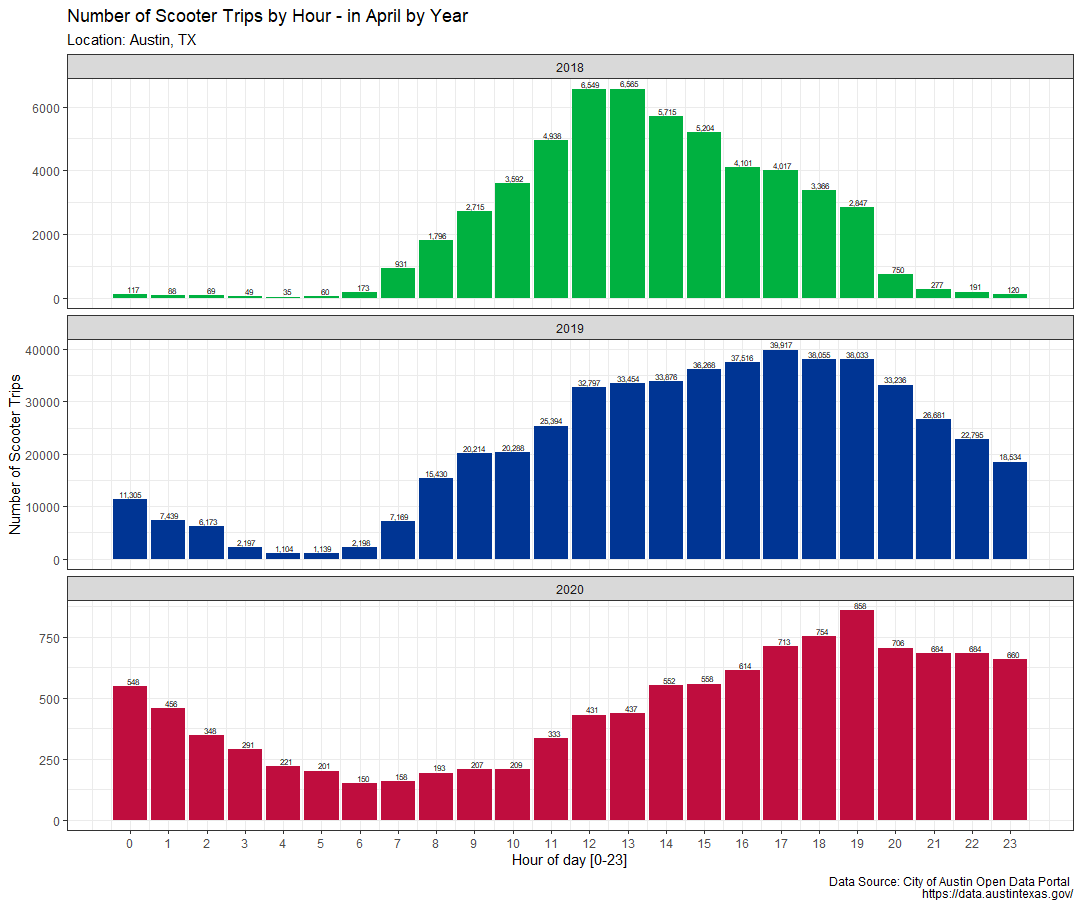 Number of Scooter Trips by Hour - in April by Year
Location: Austin, TX
2018
6000
4000
2000
0
117 88 69 49 35 60 173 931 1,796 2,715 3,592 4,938 6,549 6,565 5,715 5,204 4,101 4,017 3,366 2,847 750 277 191 120
2019
Number of Scooter Trips
40000
30000
20000
10000
0
11,305 7,439 6,173 2,197 1,104 1,139 2,198 7,169 15,430 20,214 20,288 25,394 32,797 33,454 33,876 36,268 37,516 39,917 38,055 38,033 33,236 26,681 22,795 18,534
2020
750
500
250
0
548 456 348 291 221 201 150 158 193 207 209 333 431 437 552 558 614 713 754 858 706 684 684 660
0 1 2 3 4 5 6 7 8 9 10 11 12 13 14 15 16 17 18 19 20 21 22 23
Hour of day [0-23]
Data Source: City of Austin Open Data Portal
https://data.austintexas.gov/